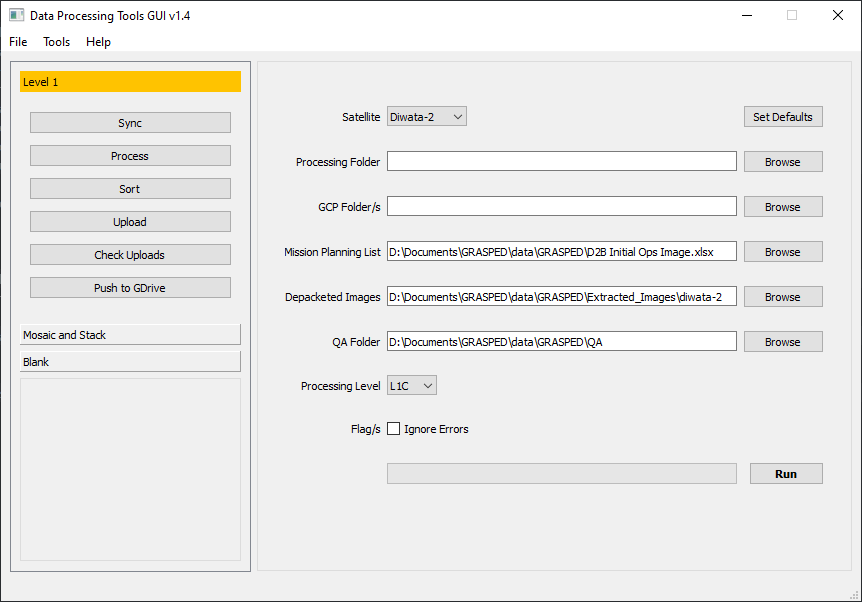 Data Processing Tools GUI v1.4
File Tools Help
Level 1
Sync
Process
Sort
Upload
Check Uploads
Push to GDrive
Mosaic and Stack
Blank
Satellite Diwata-2 Set Defaults
Processing Folder Browse
GCP Folder/s Browse
Mission Planning List D:\Documents\GRASPED\data\GRASPED\D2B Initial Ops Image.xlsx Browse
Depacketed Images D:\Documents\GRASPED\data\GRASPED\Extracted_Images\diwata-2 Browse
QA Folder D:\Documents\GRASPED\data\GRASPED\QA Browse
Processing Level L1C
Flag/s Ignore Errors
Run